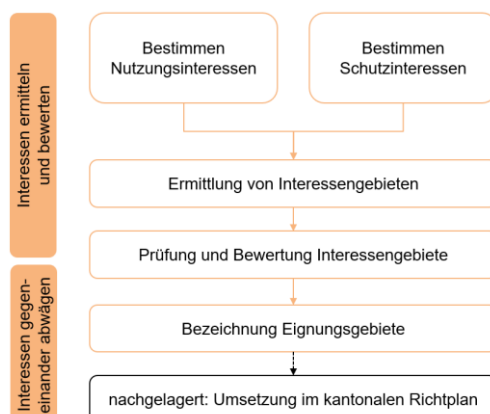 Interessen ermitteln
und bewerten
Bestimmen
Nutzungsinteressen
Bestimmen
Schutzinteressen
Ermittlung von Interessengebieten
Prüfung und Bewertung Interessengebiete
Interessen gegen-
einander abwägen
Bezeichnung Eignungsgebiete
nachgelagert: Umsetzung im kantonalen Richtplan